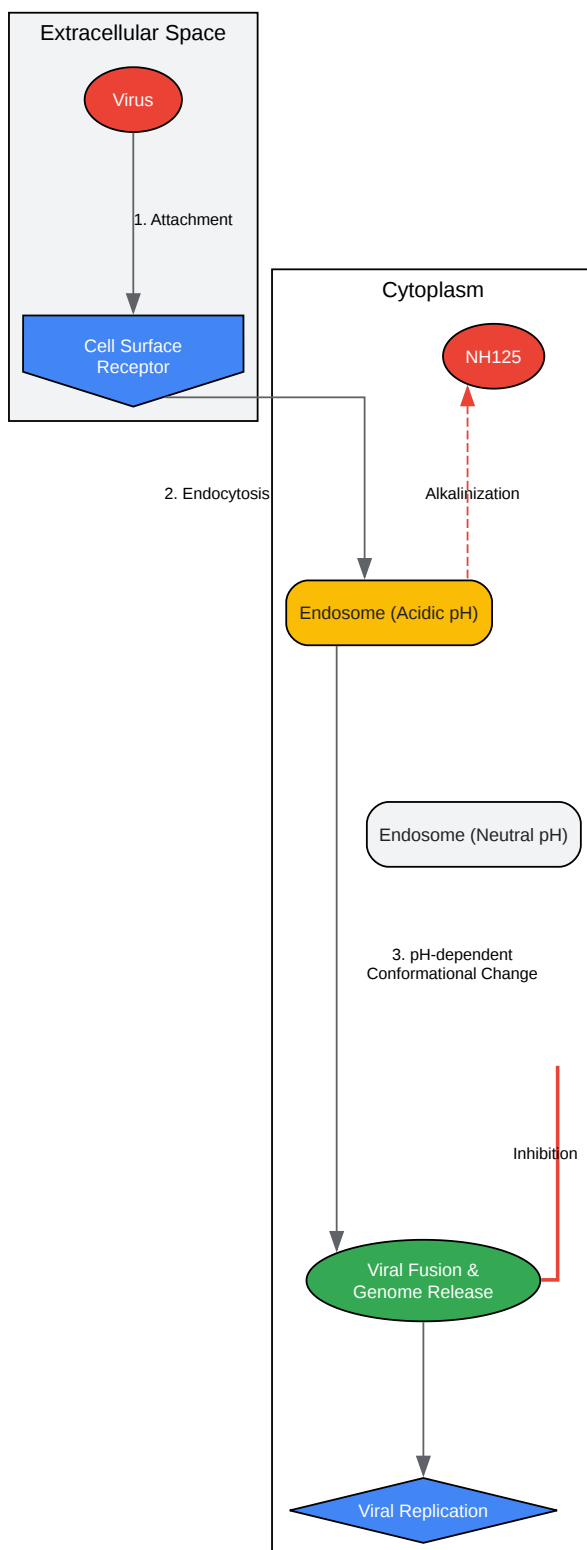 Extracellular Space
Virus
1. Attachment
Cell Surface
Receptor
Cytoplasm
NH125
2. Endocytosis
Alkalinization
Endosome (Acidic pH)
Endosome (Neutral pH)
3. pH-dependent
Conformational Change
Inhibition
Viral Fusion &
Genome Release
Viral Replication